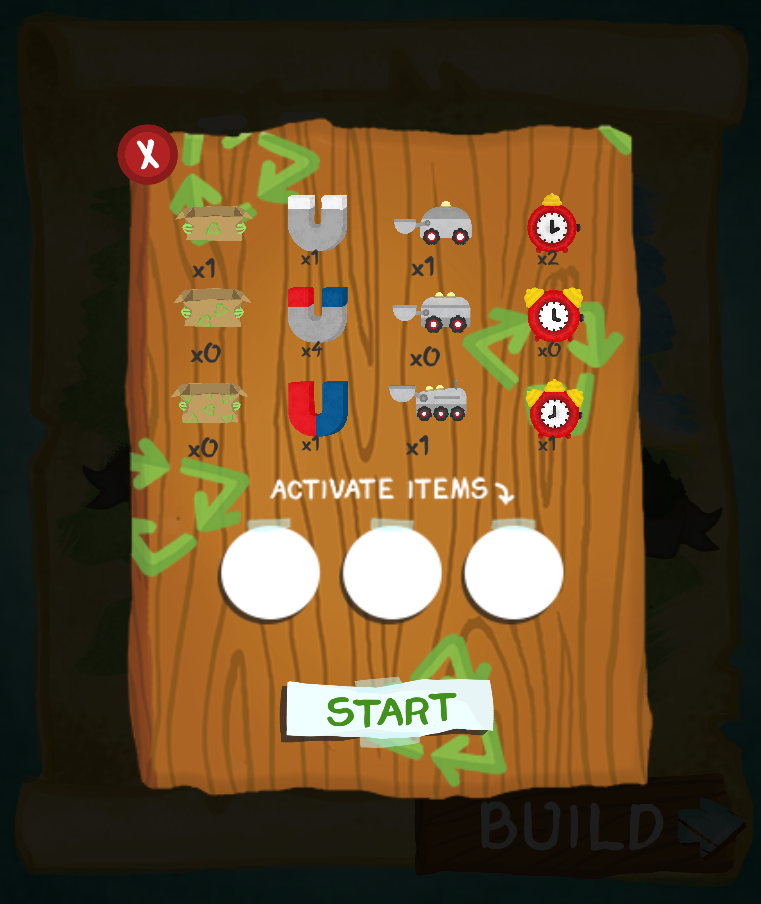 X
x1 x1 x1 x2
x0 x4 x0 x0
x0 x1 x1 x1
ACTIVATE ITEMS
START
BUILD